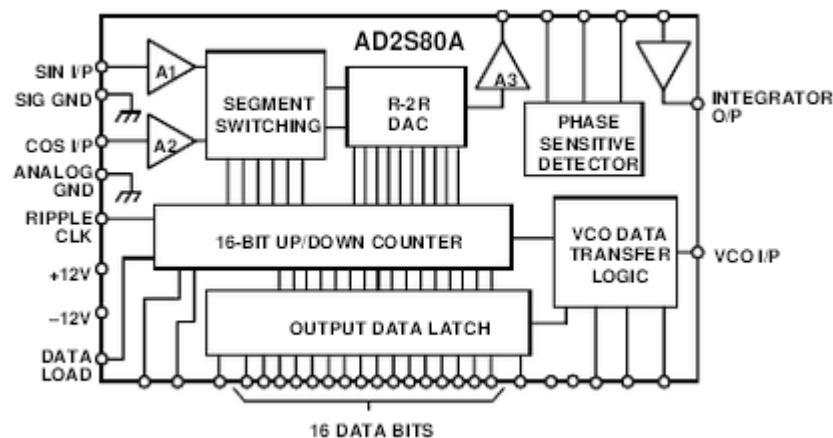 AD2S80A
SIN I/P
A1
SIG GND
SEGMENT
SWITCHING
R-2R
DAC
A3
PHASE
SENSITIVE
DETECTOR
INTEGRATOR
O/P
COS I/P
A2
ANALOG
GND
RIPPLE
CLK
16-BIT UP/DOWN COUNTER
VCO DATA
TRANSFER
LOGIC
VCO I/P
+12V
–12V
OUTPUT DATA LATCH
DATA
LOAD
16 DATA BITS